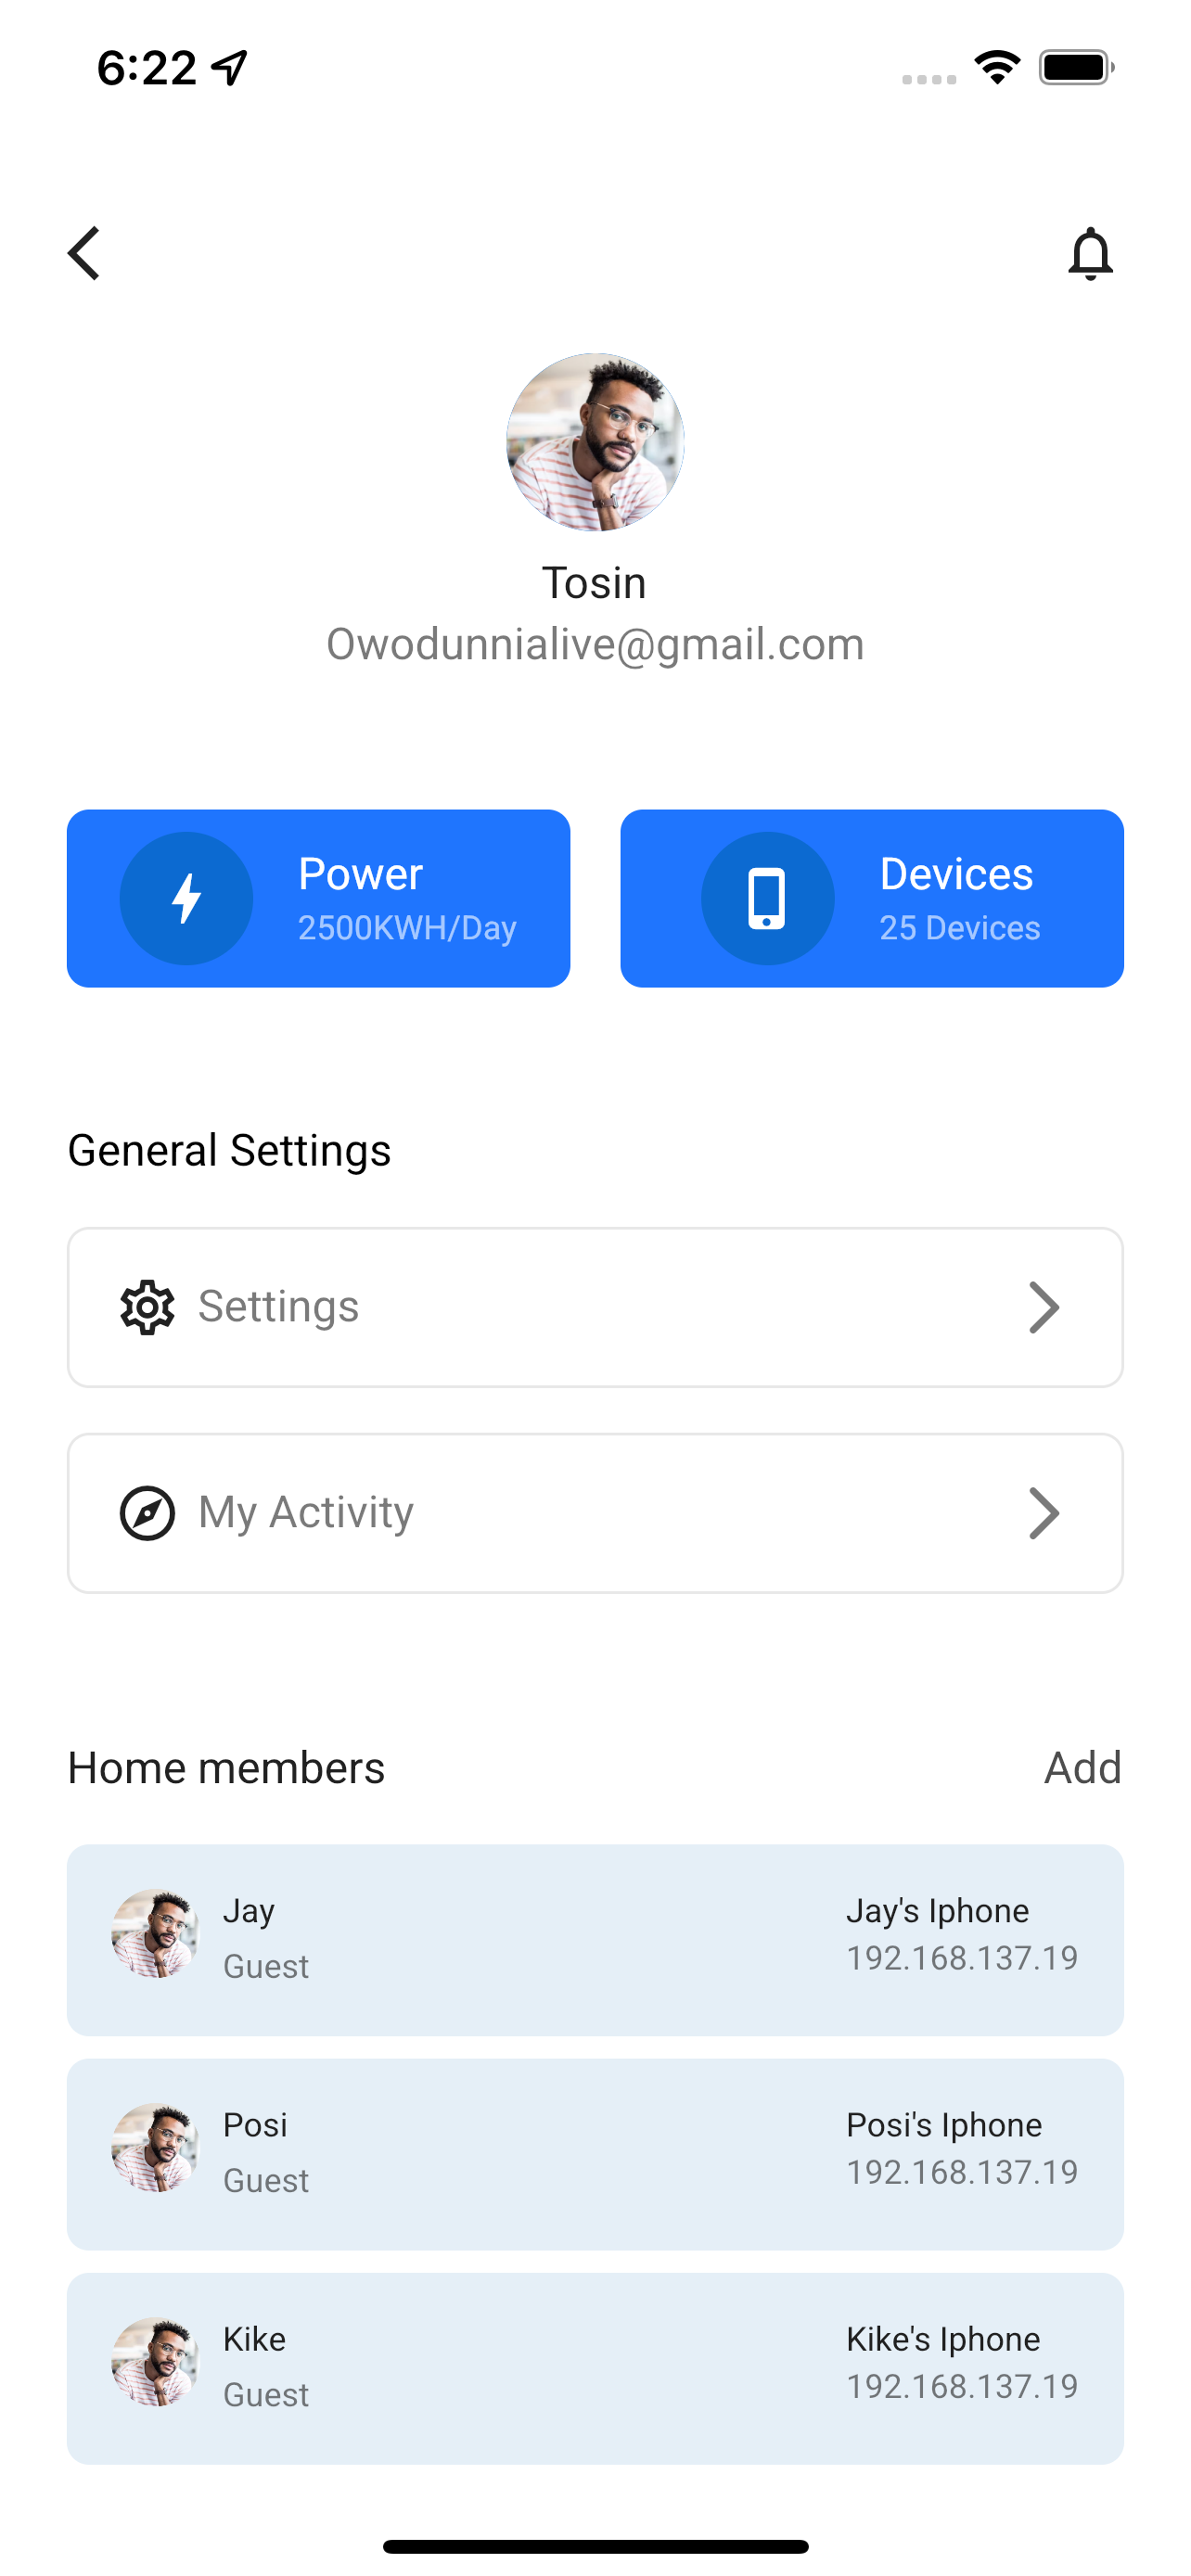 6:22
Tosin
Owodunnialive@gmail.com
Power
2500KWH/Day
Devices
25 Devices
General Settings
Settings
My Activity
Home members
Add
Jay
Guest
Jay's Iphone
192.168.137.19
Posi
Guest
Posi's Iphone
192.168.137.19
Kike
Guest
Kike's Iphone
192.168.137.19